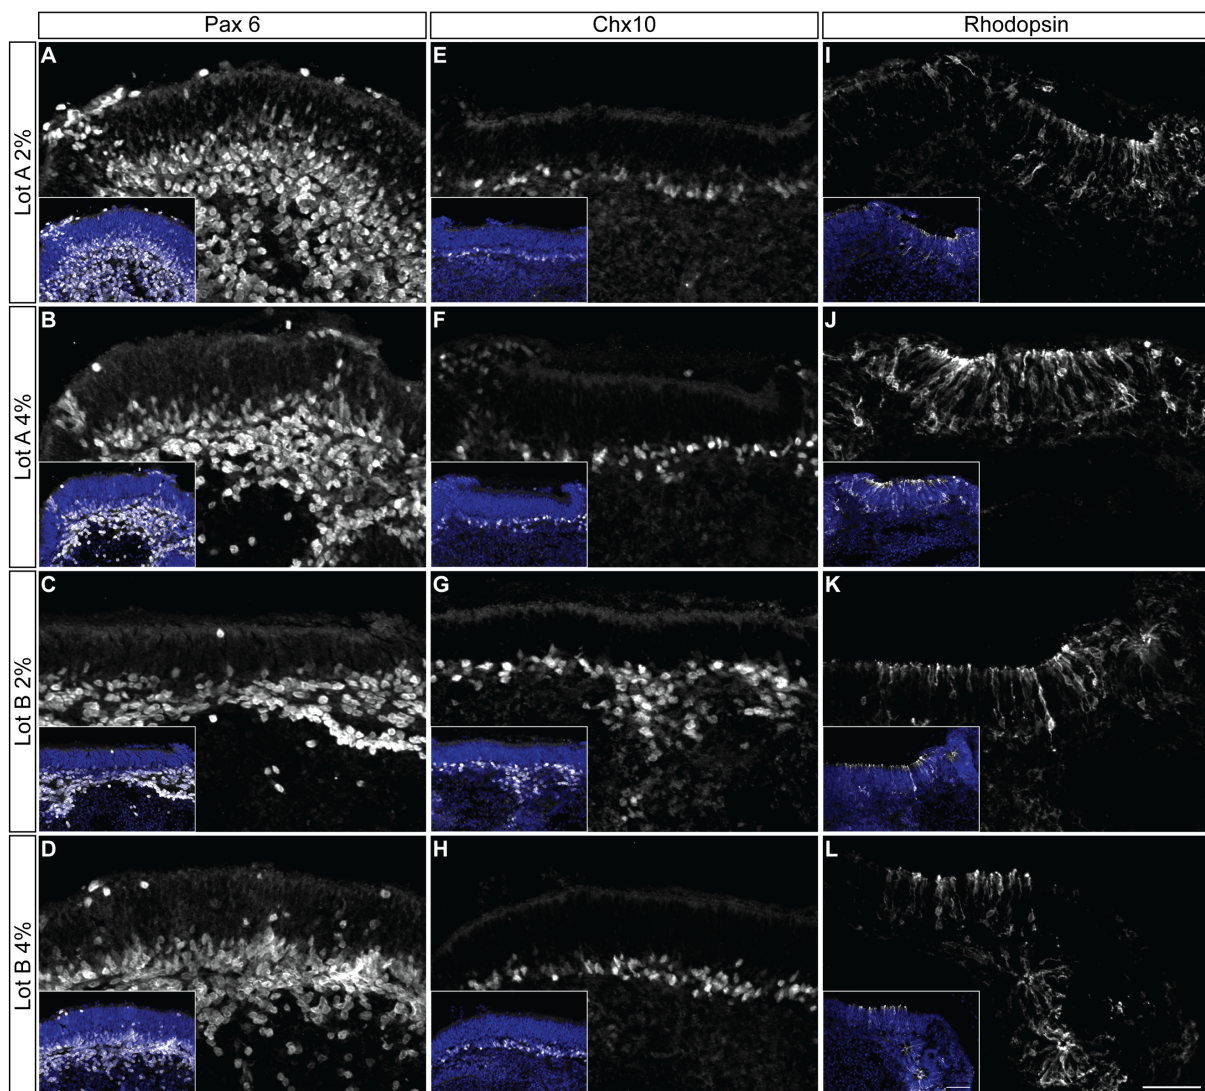 Pax 6
Chx10
Rhodopsin
Lot A 2%
A
E
I
Lot A 4%
B
F
J
Lot B 2%
C
G
K
Lot B 4%
D
H
L